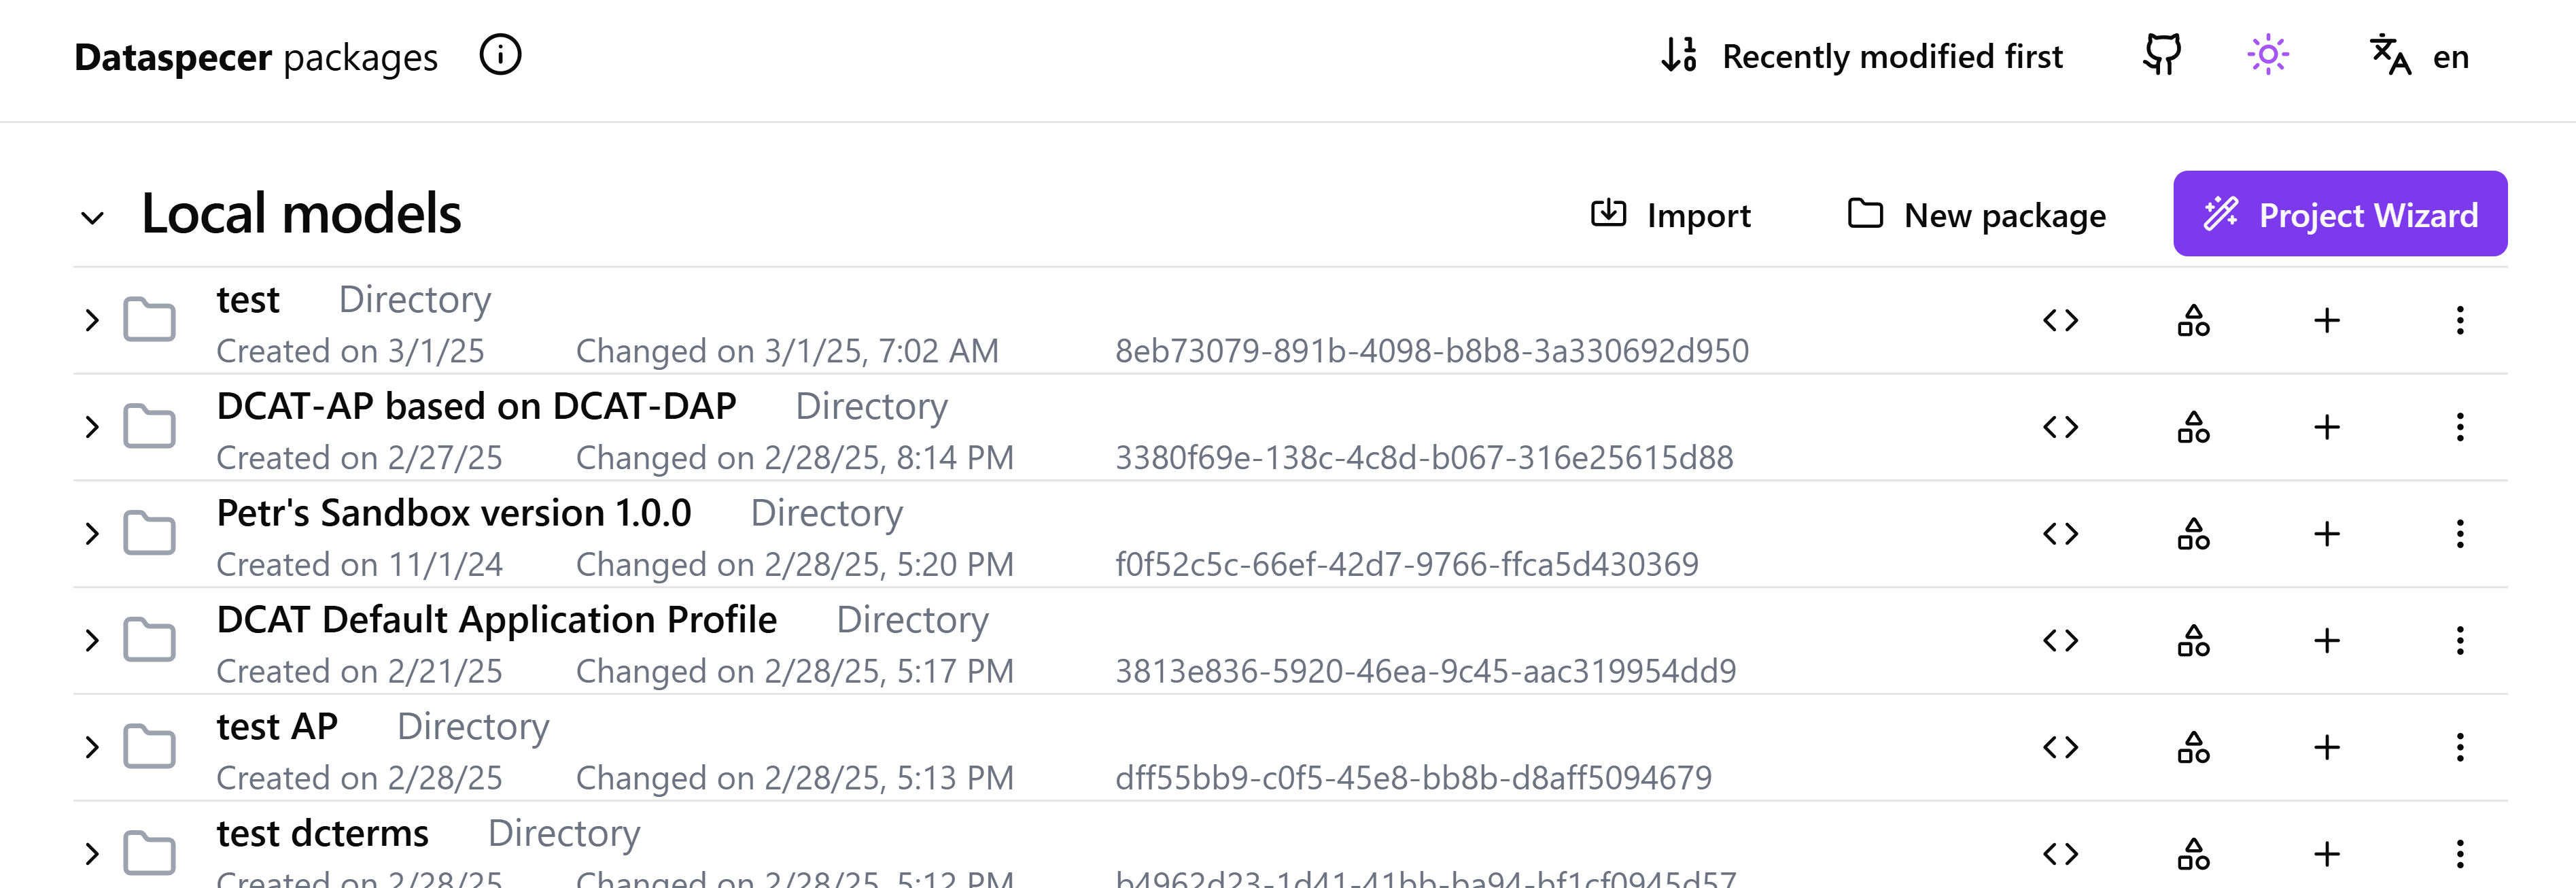 Dataspecer packages Recently modified first en
Local models Import New package Project Wizard
test Directory
Created on 3/1/25 Changed on 3/1/25, 7:02 AM 8eb73079-891b-4098-b8b8-3a330692d950
DCAT-AP based on DCAT-DAP Directory
Created on 2/27/25 Changed on 2/28/25, 8:14 PM 3380f69e-138c-4c8d-b067-316e25615d88
Petr's Sandbox version 1.0.0 Directory
Created on 11/1/24 Changed on 2/28/25, 5:20 PM f0f52c5c-66ef-42d7-9766-ffca5d430369
DCAT Default Application Profile Directory
Created on 2/21/25 Changed on 2/28/25, 5:17 PM 3813e836-5920-46ea-9c45-aac319954dd9
test AP Directory
Created on 2/28/25 Changed on 2/28/25, 5:13 PM dff55bb9-c0f5-45e8-bb8b-d8aff5094679
test dcterms Directory
Created on 2/28/25 Changed on 2/28/25, 5:12 PM b4962d23-1d41-41bb-ba94-bf1cf0945d57